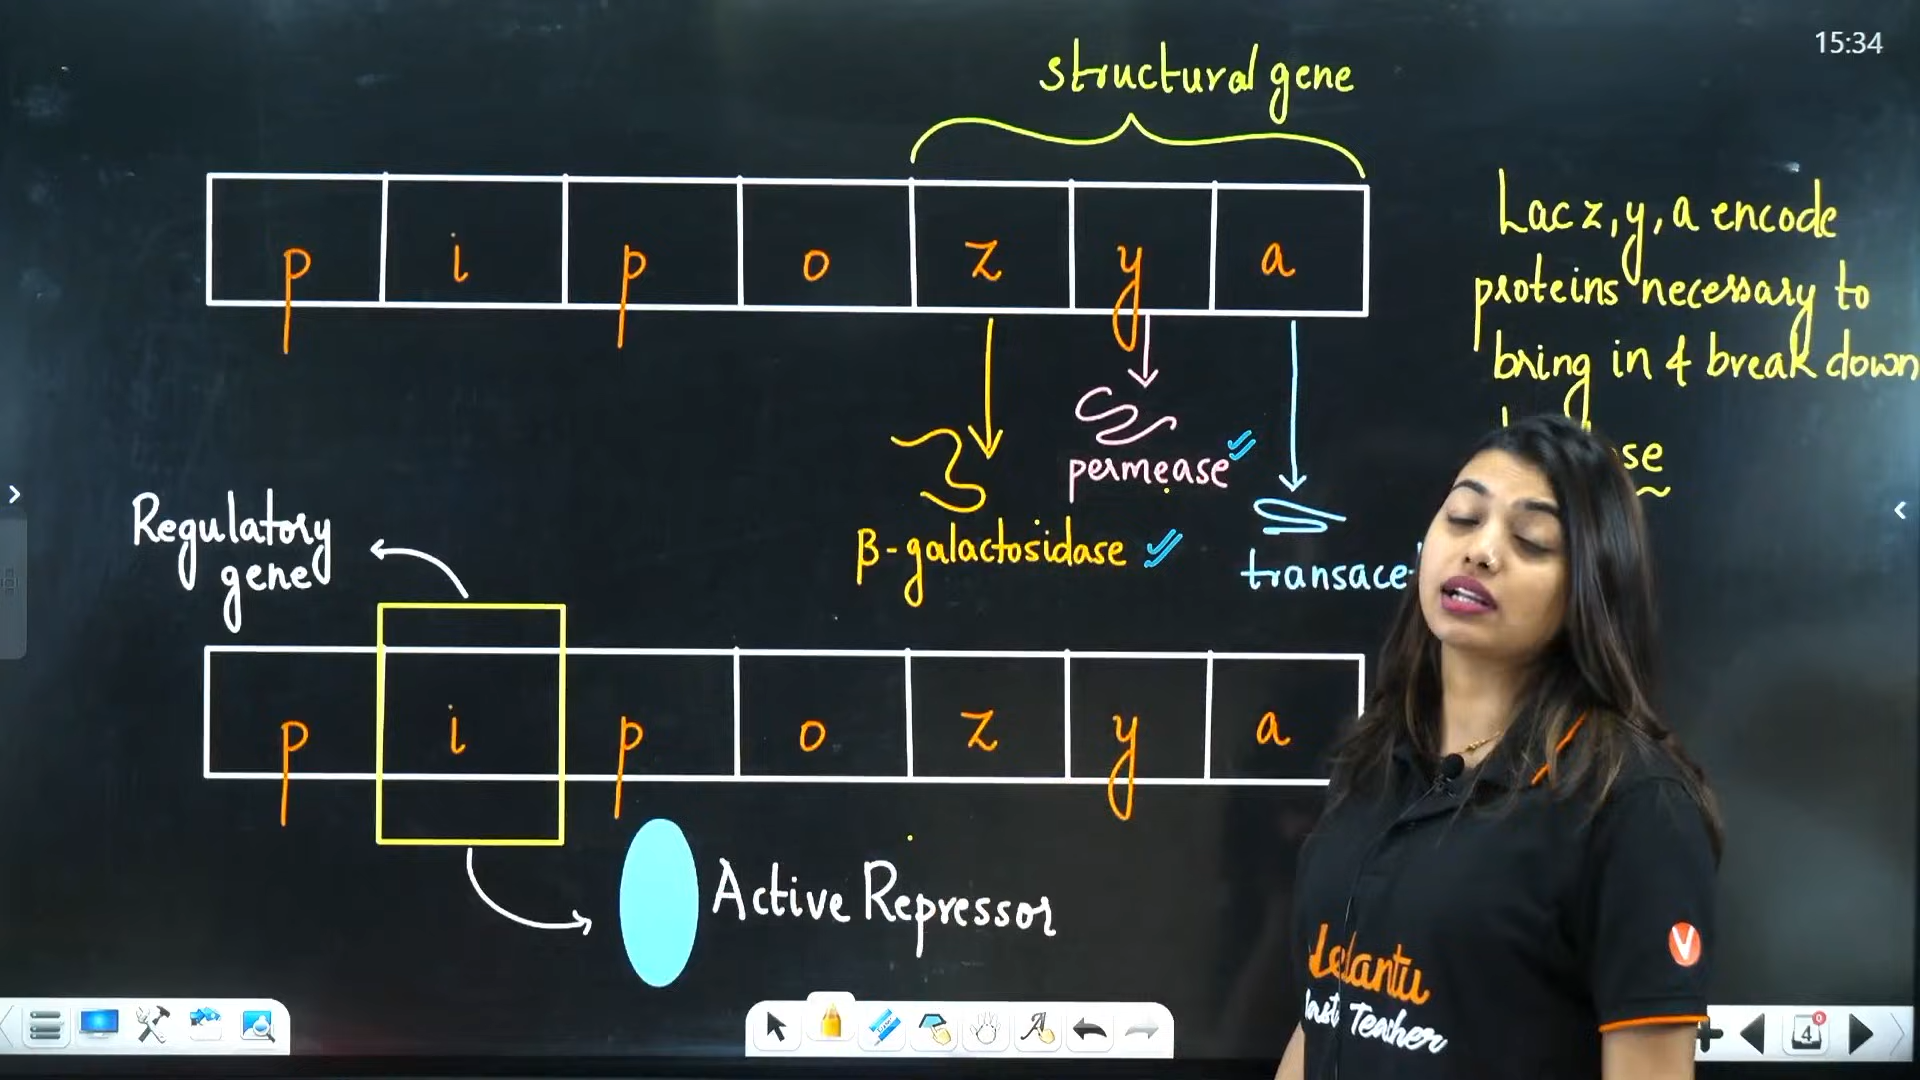 15:34
structural gene
p i p o z y a
Lac z, y, a encode
proteins necessary to
bring in & break down
permease
β-galactosidase
Regulatory
gene
p i p o z y a
Active Repressor
Vedantu
Teacher
V
4